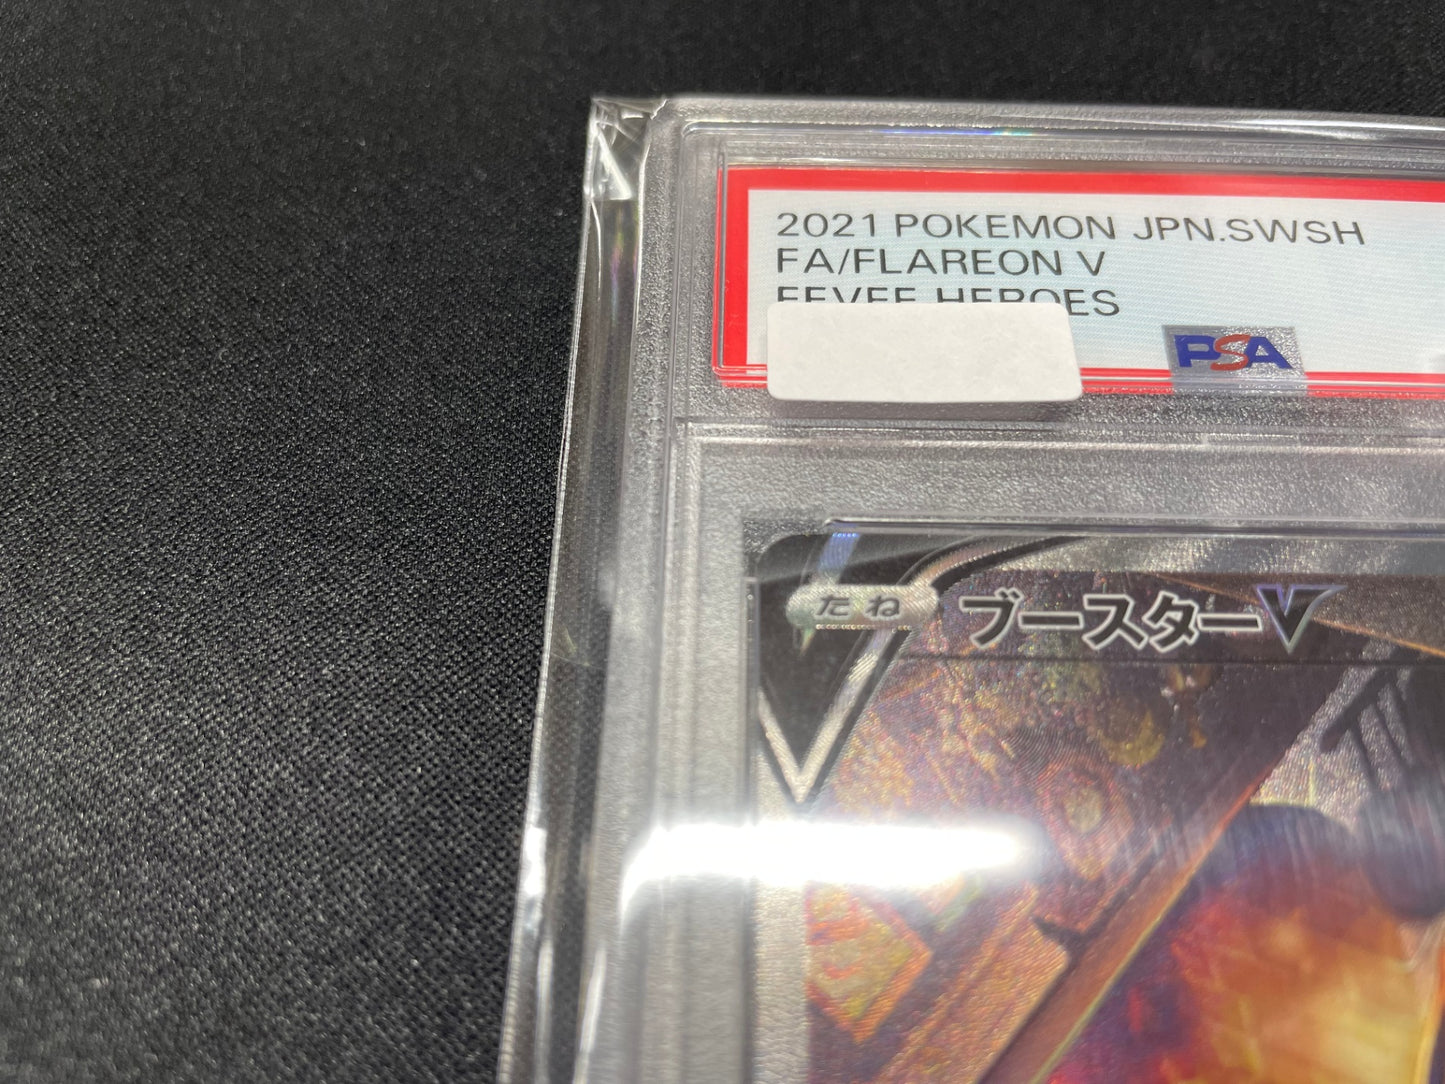 2021 POKEMON JPN.SWSH
FA/FLAREON V
EEVEE HEROES
PSA
たね ブースターV